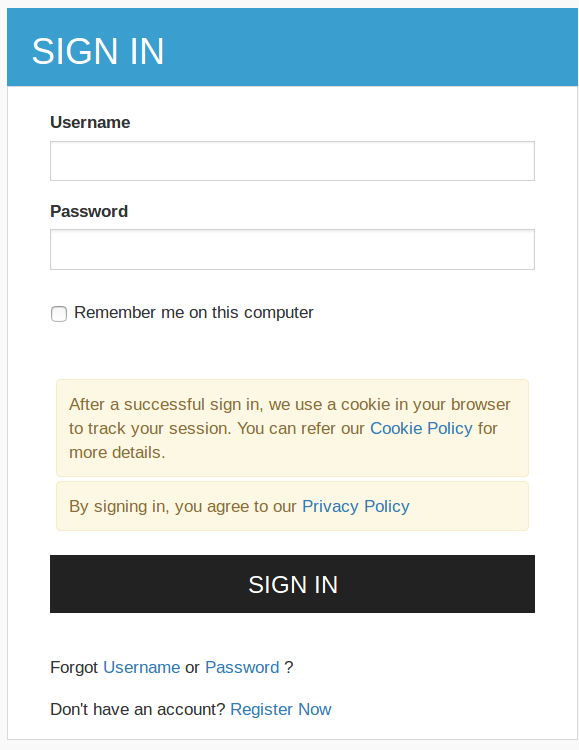 SIGN IN
Username
Password
Remember me on this computer
After a successful sign in, we use a cookie in your browser
to track your session. You can refer our Cookie Policy for
more details.
By signing in, you agree to our Privacy Policy
SIGN IN
Forgot Username or Password ?
Don't have an account? Register Now